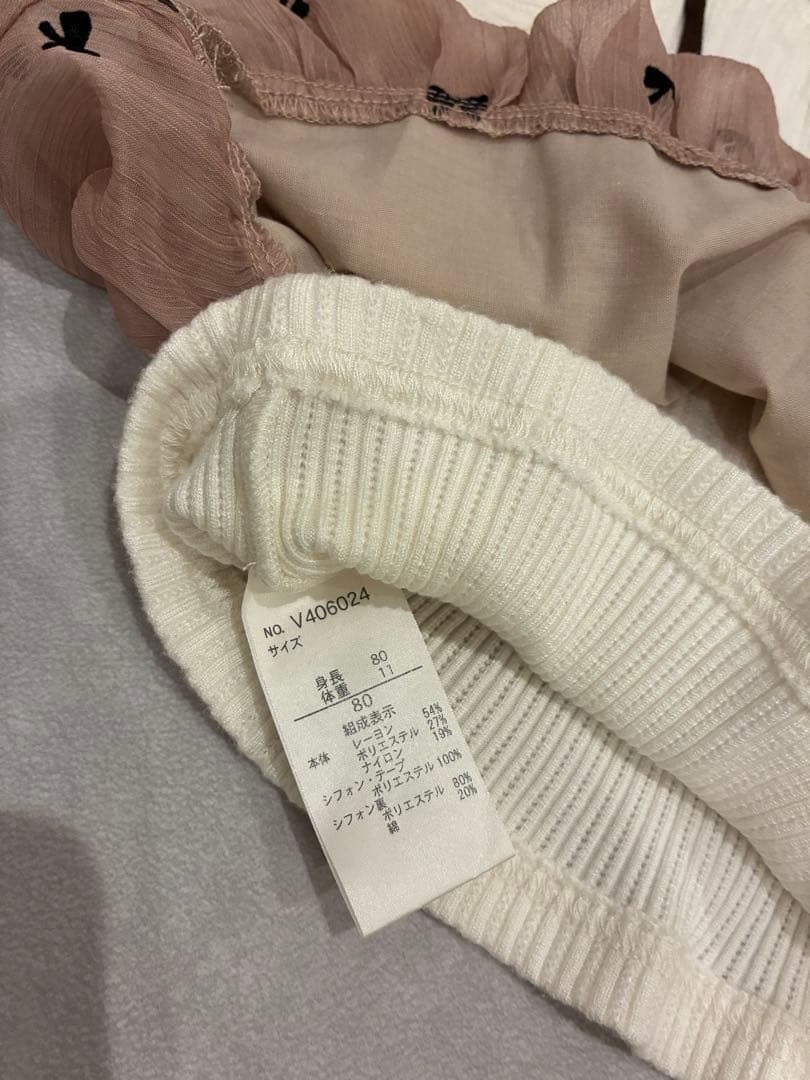 NO. V406024
サイズ
身長 80
体重 11
80
組成表示
本体 レーヨン 54%
ポリエステル 27%
ナイロン 19%
シフォン・テープ
ポリエステル 100%
シフォン裏
ポリエステル 80%
綿 20%